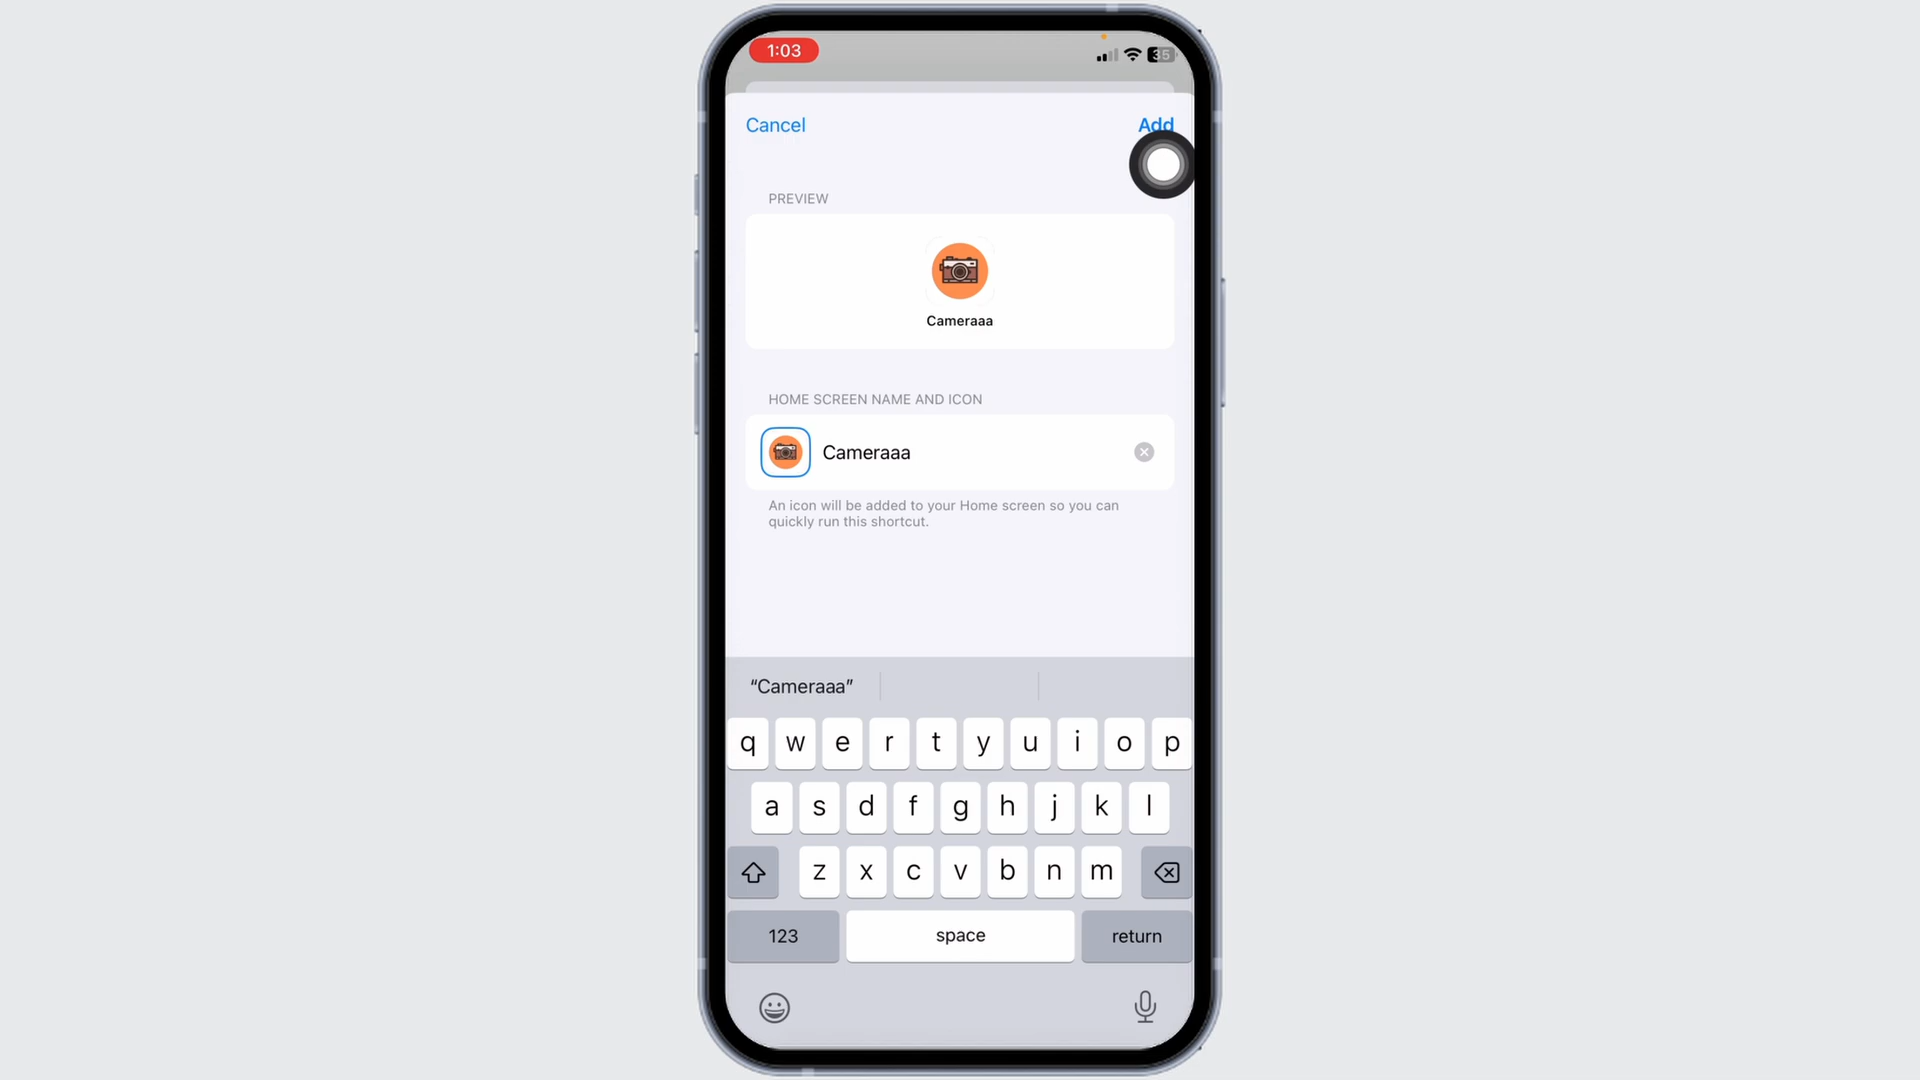 1:03
35
Cancel
Add
PREVIEW
Cameraaa
HOME SCREEN NAME AND ICON
Cameraaa
An icon will be added to your Home screen so you can
quickly run this shortcut.
“Cameraaa”
q w e r t y u i o p
a s d f g h j k l
z x c v b n m
123 space return